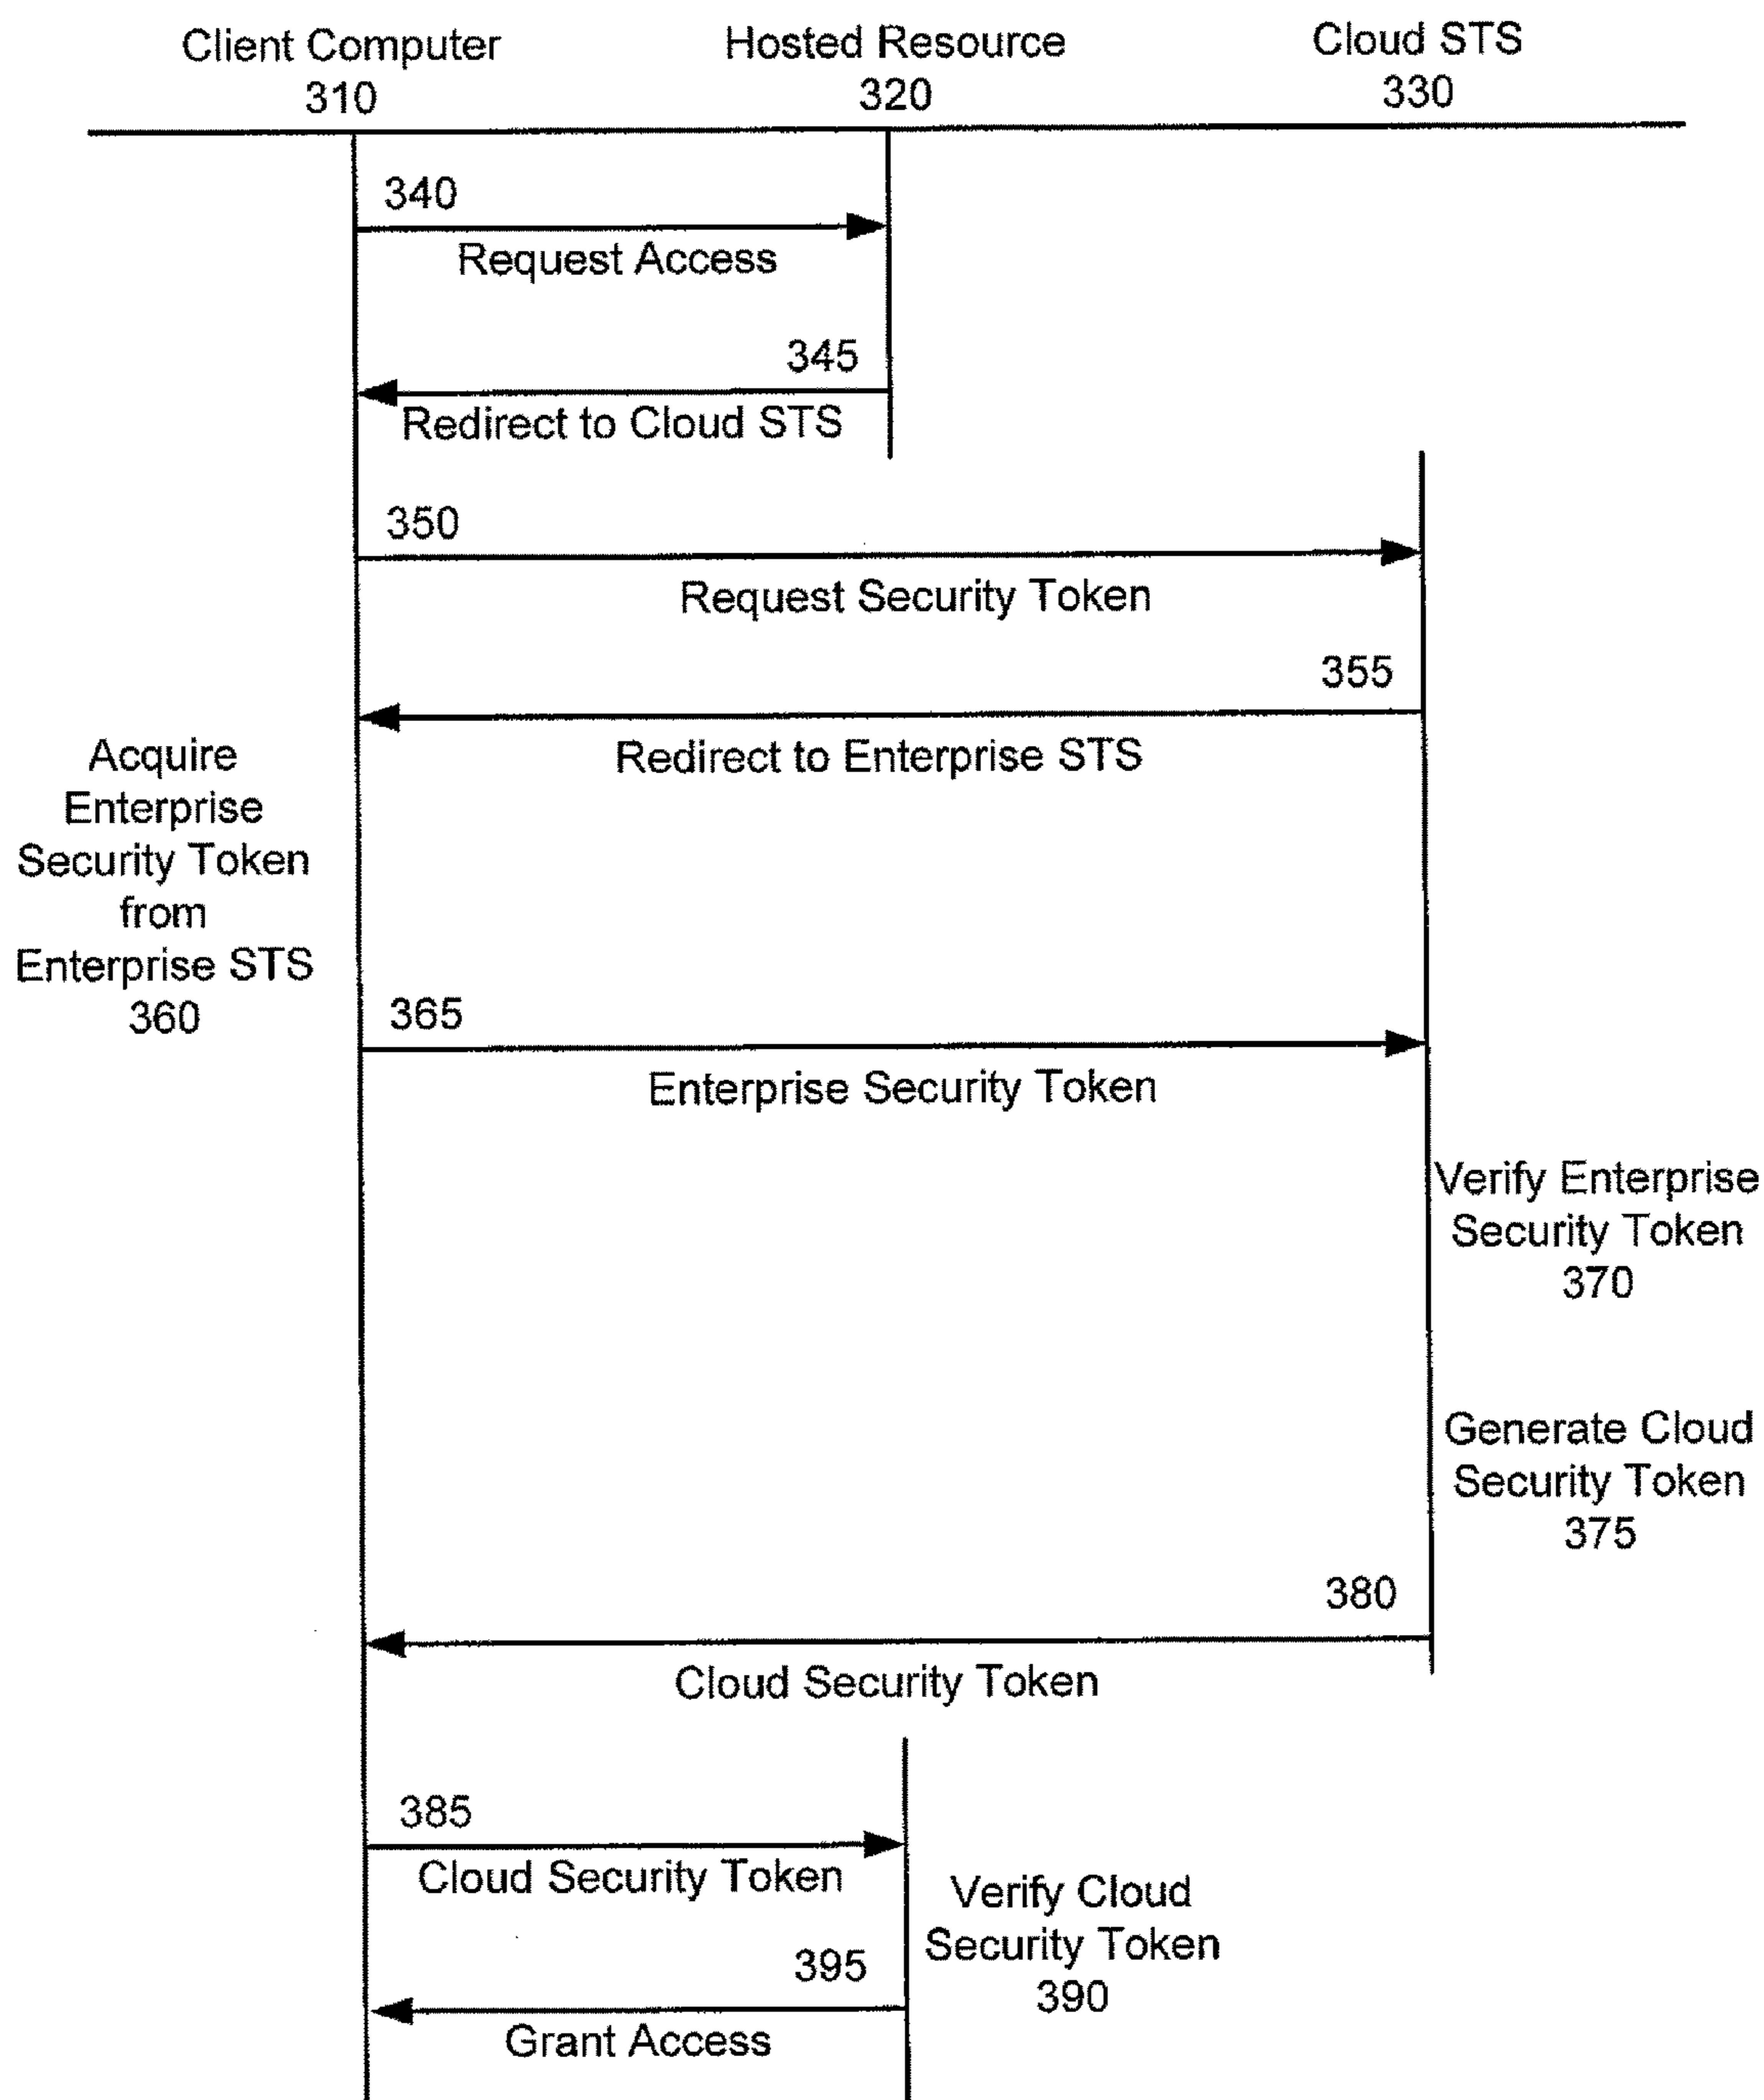 Client Computer
310
Hosted Resource
320
Cloud STS
330
340
Request Access
345
Redirect to Cloud STS
350
Request Security Token
355
Redirect to Enterprise STS
Acquire
Enterprise
Security Token
from
Enterprise STS
360
365
Enterprise Security Token
Verify Enterprise
Security Token
370
Generate Cloud
Security Token
375
380
Cloud Security Token
385
Cloud Security Token
Verify Cloud
Security Token
390
395
Grant Access